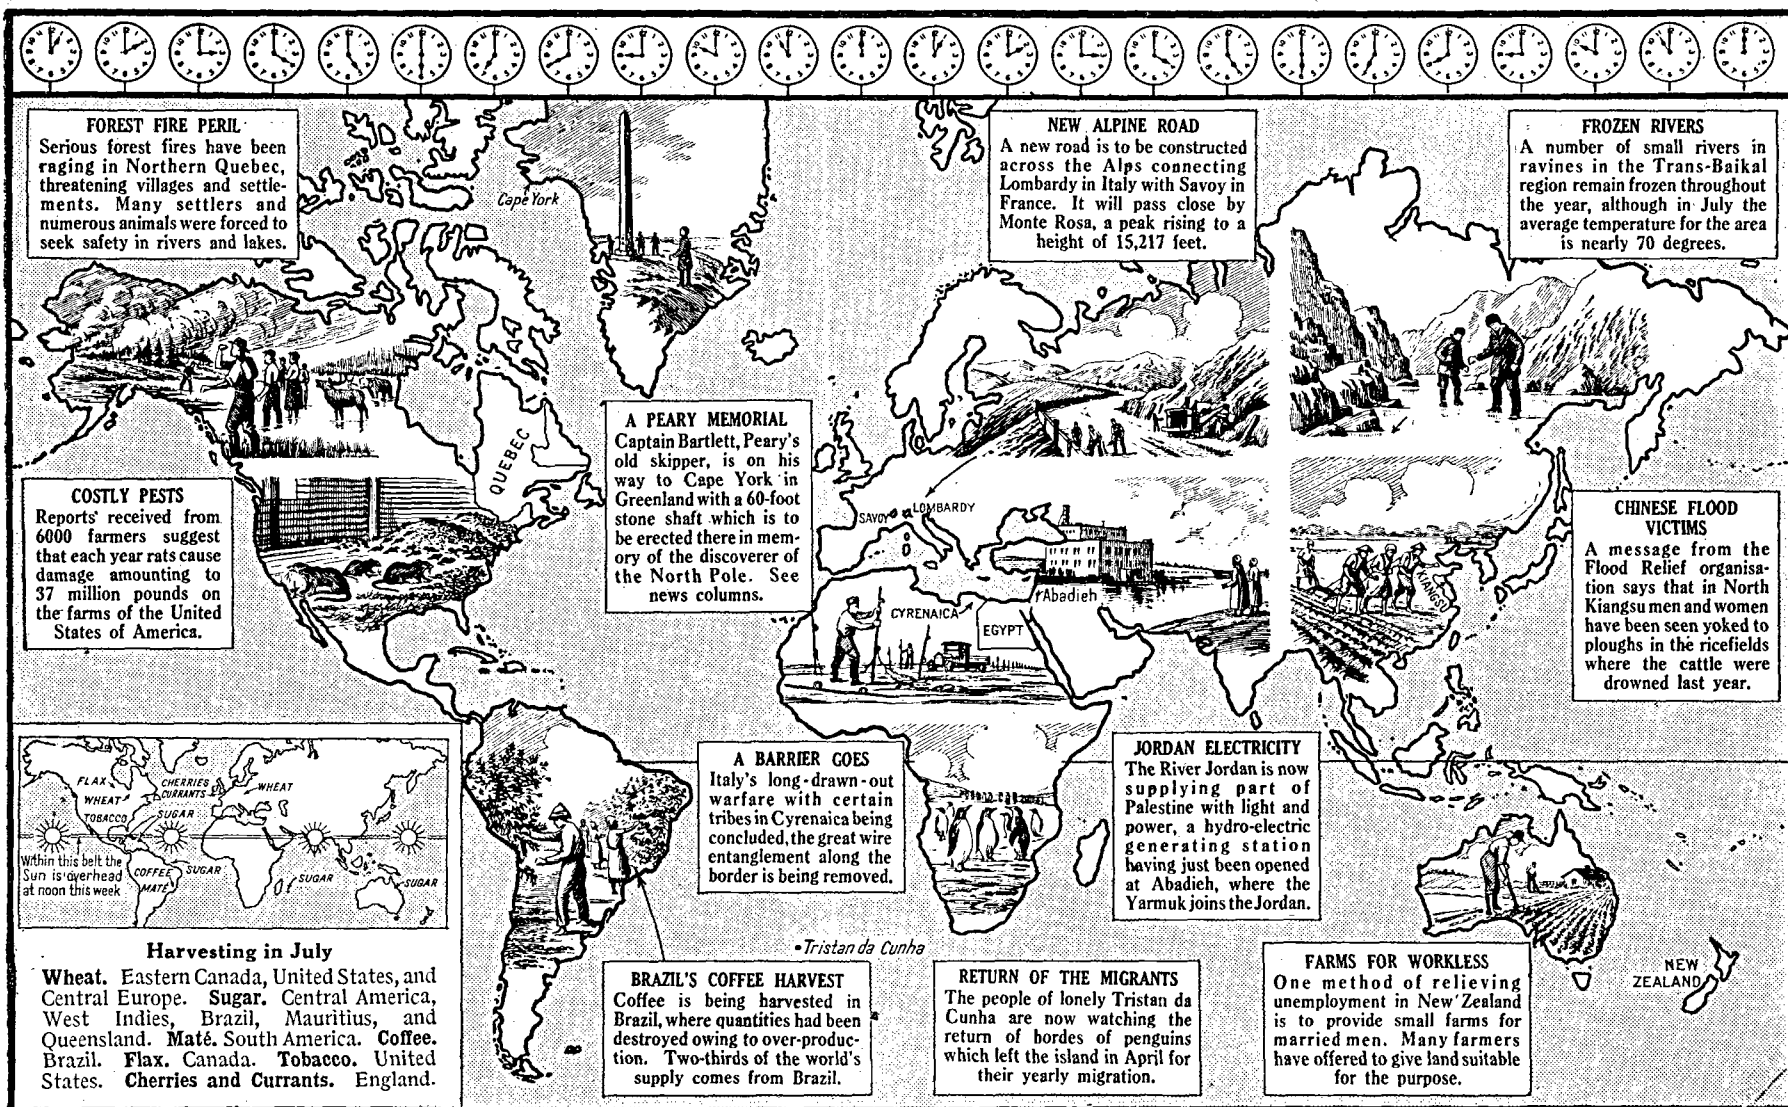 FOREST FIRE PERIL
Serious forest fires have been
raging in Northern Quebec,
threatening villages and settle-
ments. Many settlers and
numerous animals were forced to
seek safety in rivers and lakes.
Cape York
NEW ALPINE ROAD
A new road is to be constructed
across the Alps connecting
Lombardy in Italy with Savoy in
France. It will pass close by
Monte Rosa, a peak rising to a
height of 15,217 feet.
FROZEN RIVERS
A number of small rivers in
ravines in the Trans-Baikal
region remain frozen throughout
the year, although in July the
average temperature for the area
is nearly 70 degrees.
COSTLY PESTS
Reports received from
6000 farmers suggest
that each year rats cause
damage amounting to
37 million pounds on
the farms of the United
States of America.
QUEBEC
A PEARY MEMORIAL
Captain Bartlett, Peary's
old skipper, is on his
way to Cape York in
Greenland with a 60-foot
stone shaft which is to
be erected there in mem-
ory of the discoverer of
the North Pole. See
news columns.
SAVOY
LOMBARDY
CYRENAICA
EGYPT
Abadieh
KIANGSU
CHINESE FLOOD
VICTIMS
A message from the
Flood Relief organisa-
tion says that in North
Kiangsu men and women
have been seen yoked to
ploughs in the ricefields
where the cattle were
drowned last year.
A BARRIER GOES
Italy's long-drawn-out
warfare with certain
tribes in Cyrenaica being
concluded, the great wire
entanglement along the
border is being removed.
JORDAN ELECTRICITY
The River Jordan is now
supplying part of
Palestine with light and
power, a hydro-electric
generating station
having just been opened
at Abadieh, where the
Yarmuk joins the Jordan.
FLAX
WHEAT
TOBACCO
CHERRIES
CURRANTS
SUGAR
WHEAT
Within this belt the
Sun is overhead
at noon this week
COFFEE
MATÉ
SUGAR
SUGAR
SUGAR
Harvesting in July
Wheat. Eastern Canada, United States, and
Central Europe. Sugar. Central America,
West Indies, Brazil, Mauritius, and
Queensland. Maté. South America. Coffee.
Brazil. Flax. Canada. Tobacco. United
States. Cherries and Currants. England.
Tristan da Cunha
BRAZIL'S COFFEE HARVEST
Coffee is being harvested in
Brazil, where quantities had been
destroyed owing to over-produc-
tion. Two-thirds of the world's
supply comes from Brazil.
RETURN OF THE MIGRANTS
The people of lonely Tristan da
Cunha are now watching the
return of hordes of penguins
which left the island in April for
their yearly migration.
FARMS FOR WORKLESS
One method of relieving
unemployment in New Zealand
is to provide small farms for
married men. Many farmers
have offered to give land suitable
for the purpose.
NEW
ZEALAND